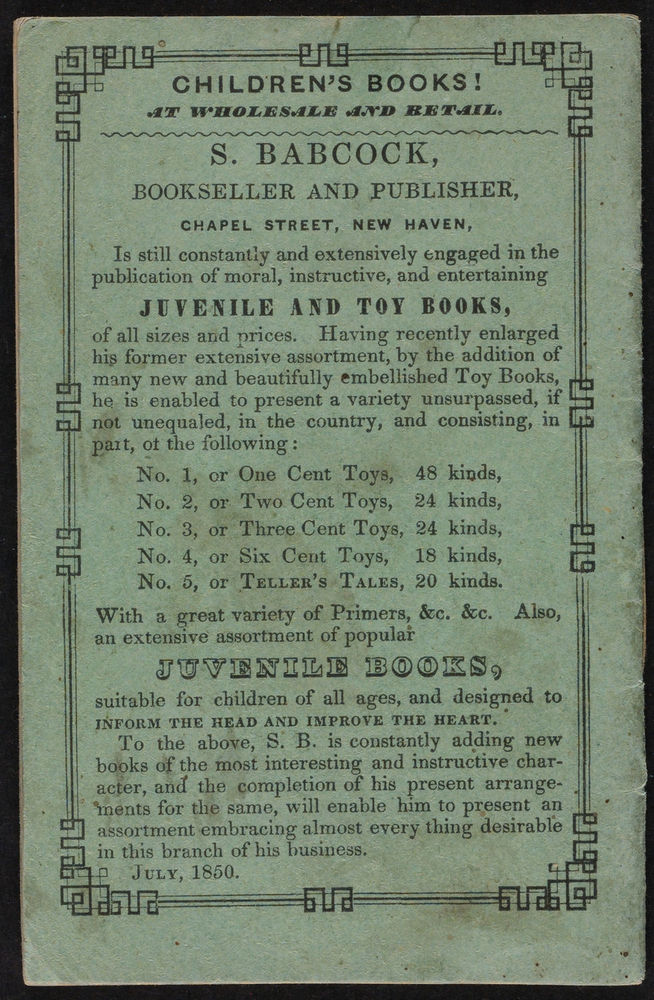 CHILDREN'S BOOKS!
AT WHOLESALE AND RETAIL.
S. BABCOCK,
BOOKSELLER AND PUBLISHER,
CHAPEL STREET, NEW HAVEN,
Is still constantly and extensively engaged in the
publication of moral, instructive, and entertaining
JUVENILE AND TOY BOOKS,
of all sizes and prices. Having recently enlarged
his former extensive assortment, by the addition of
many new and beautifully embellished Toy Books,
he is enabled to present a variety unsurpassed, if
not unequaled, in the country, and consisting, in
part, of the following:
No. 1, or One Cent Toys, 48 kinds,
No. 2, or Two Cent Toys, 24 kinds,
No. 3, or Three Cent Toys, 24 kinds,
No. 4, or Six Cent Toys, 18 kinds,
No. 5, or TELLER'S TALES, 20 kinds.
With a great variety of Primers, &c. &c. Also,
an extensive assortment of popular
JUVENILE BOOKS,
suitable for children of all ages, and designed to
INFORM THE HEAD AND IMPROVE THE HEART.
To the above, S. B. is constantly adding new
books of the most interesting and instructive char-
acter, and the completion of his present arrange-
ments for the same, will enable him to present an
assortment embracing almost every thing desirable
in this branch of his business.
JULY, 1850.